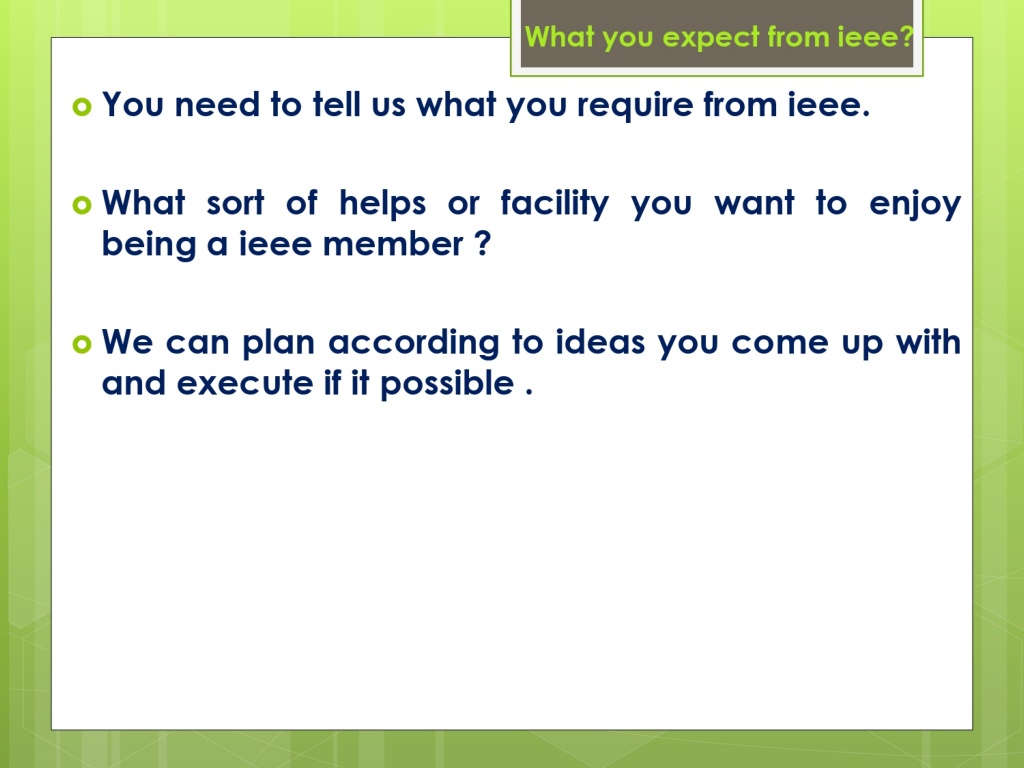 What you expect from ieee?
You need to tell us what you require from ieee.
What sort of helps or facility you want to enjoy
being a ieee member ?
We can plan according to ideas you come up with
and execute if it possible .